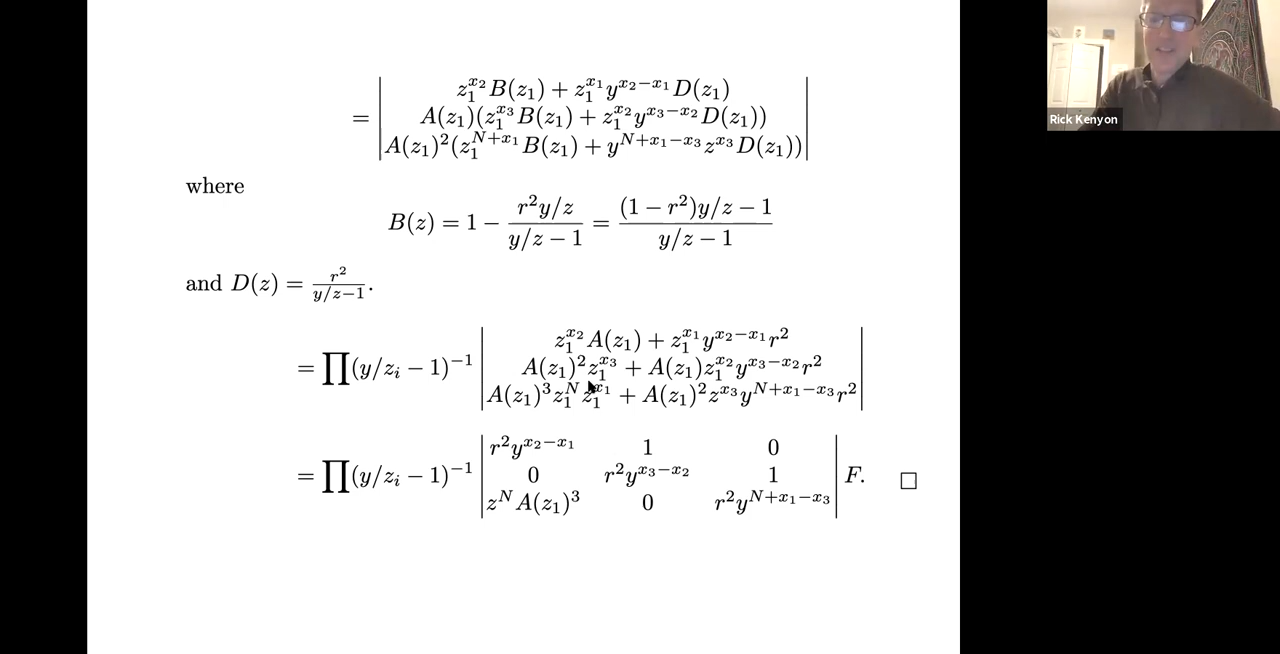 = | z_1^{x_2} B(z_1) + z_1^{x_1} y^{x_2-x_1} D(z_1) |
| A(z_1)(z_1^{x_3} B(z_1) + z_1^{x_2} y^{x_3-x_2} D(z_1)) |
| A(z_1)^2(z_1^{N+x_1} B(z_1) + y^{N+x_1-x_3} z^{x_3} D(z_1)) |
where
B(z) = 1 - \frac{r^2 y/z}{y/z - 1} = \frac{(1 - r^2)y/z - 1}{y/z - 1}
and D(z) = \frac{r^2}{y/z-1}.
= ∏(y/z_i - 1)^{-1} | z_1^{x_2} A(z_1) + z_1^{x_1} y^{x_2-x_1} r^2 |
| A(z_1)^2 z_1^{x_3} + A(z_1) z_1^{x_2} y^{x_3-x_2} r^2 |
| A(z_1)^3 z_1^N z_1^{x_1} + A(z_1)^2 z^{x_3} y^{N+x_1-x_3} r^2 |
= ∏(y/z_i - 1)^{-1} | r^2 y^{x_2-x_1} 1 0 |
| 0 r^2 y^{x_3-x_2} 1 | F. □
| z^N A(z_1)^3 0 r^2 y^{N+x_1-x_3} |
Rick Kenyon